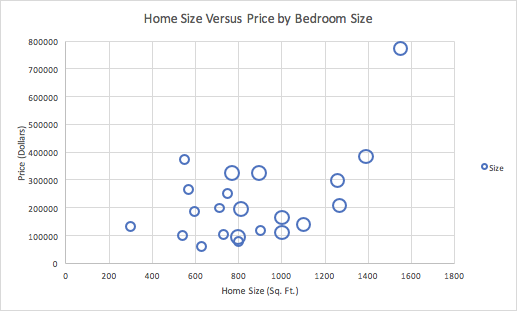 Home Size Versus Price by Bedroom Size
800000
700000
600000
500000
400000
300000
200000
100000
0
Price (Dollars)
0 200 400 600 800 1000 1200 1400 1600 1800
Home Size (Sq. Ft.)
Size